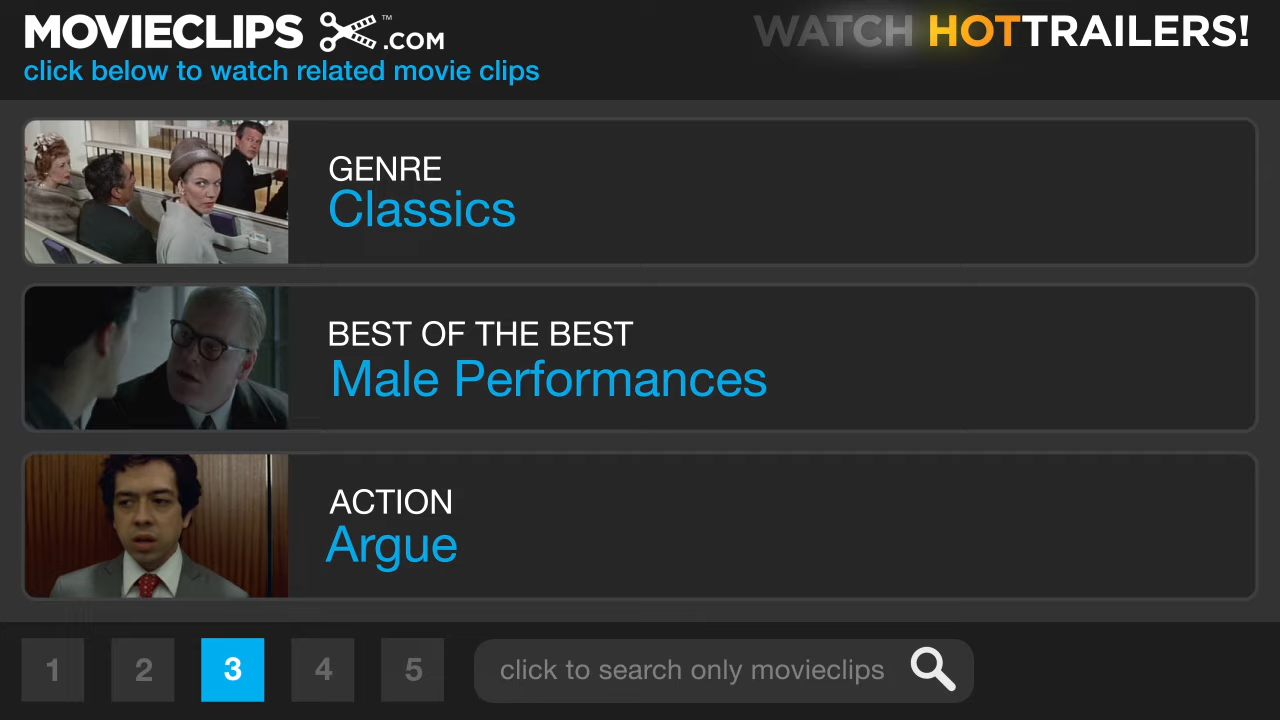 MOVIECLIPS ™ .COM
WATCH HOTTRAILERS!
click below to watch related movie clips
GENRE
Classics
BEST OF THE BEST
Male Performances
ACTION
Argue
1 2 3 4 5 click to search only movieclips